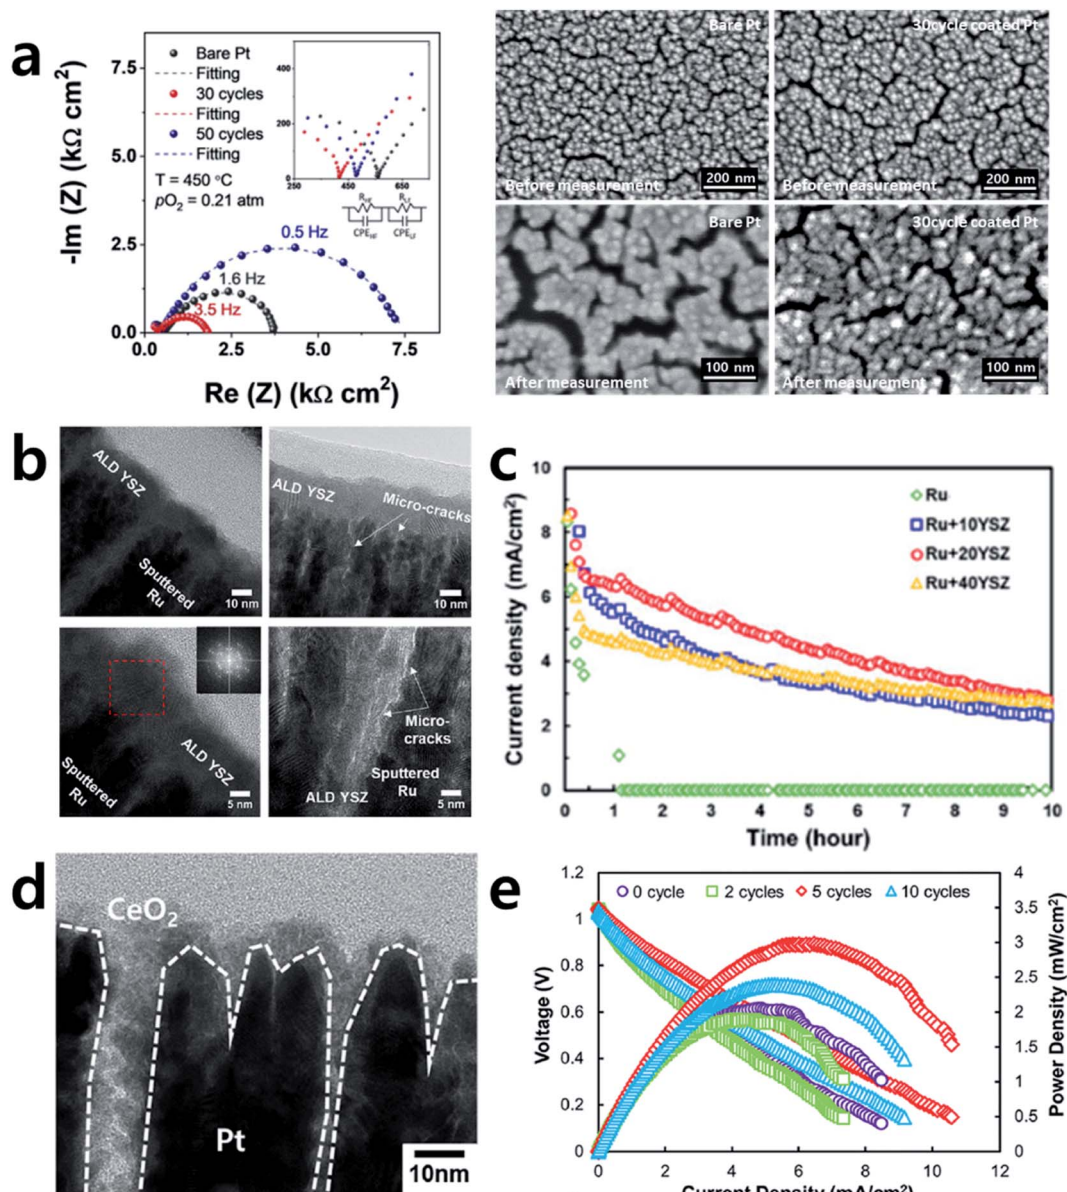 a
7.5
5.0
2.5
0.0
0.0
2.5
5.0
7.5
-Im (Z) (kΩ cm²)
Re (Z) (kΩ cm²)
Bare Pt
Fitting
30 cycles
Fitting
50 cycles
Fitting
T = 450 °C
pO₂ = 0.21 atm
400
200
0
250
450
650
R_HF
R_LF
CPE_HF
CPE_LF
0.5 Hz
1.6 Hz
3.5 Hz
Bare Pt
200 nm
Before measurement
30cycle coated Pt
200 nm
Before measurement
Bare Pt
100 nm
After measurement
30cycle coated Pt
100 nm
After measurement
b
ALD YSZ
Sputtered
Ru
10 nm
ALD YSZ
Micro-cracks
10 nm
ALD YSZ
Sputtered
Ru
5 nm
Micro-
cracks
Sputtered
Ru
ALD YSZ
5 nm
c
10
8
6
4
2
0
0
1
2
3
4
5
6
7
8
9
10
Current density (mA/cm²)
Time (hour)
Ru
Ru+10YSZ
Ru+20YSZ
Ru+40YSZ
d
CeO₂
Pt
10nm
e
1.2
1
0.8
0.6
0.4
0.2
0
Voltage (V)
0 cycle
2 cycles
5 cycles
10 cycles
4
3.5
3
2.5
2
1.5
1
0.5
0
Power Density (mW/cm²)
0
2
4
6
8
10
12
Current Density (mA/cm²)